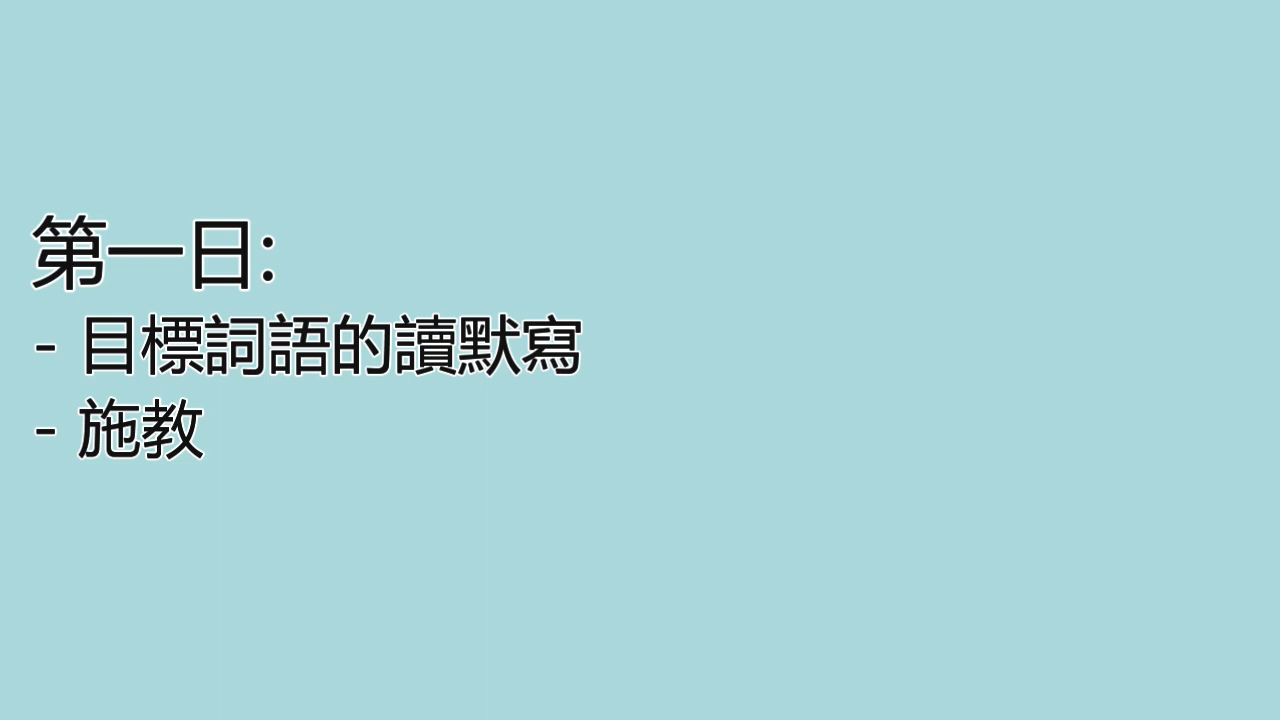 第一日:
- 目標詞語的讀默寫
- 施教